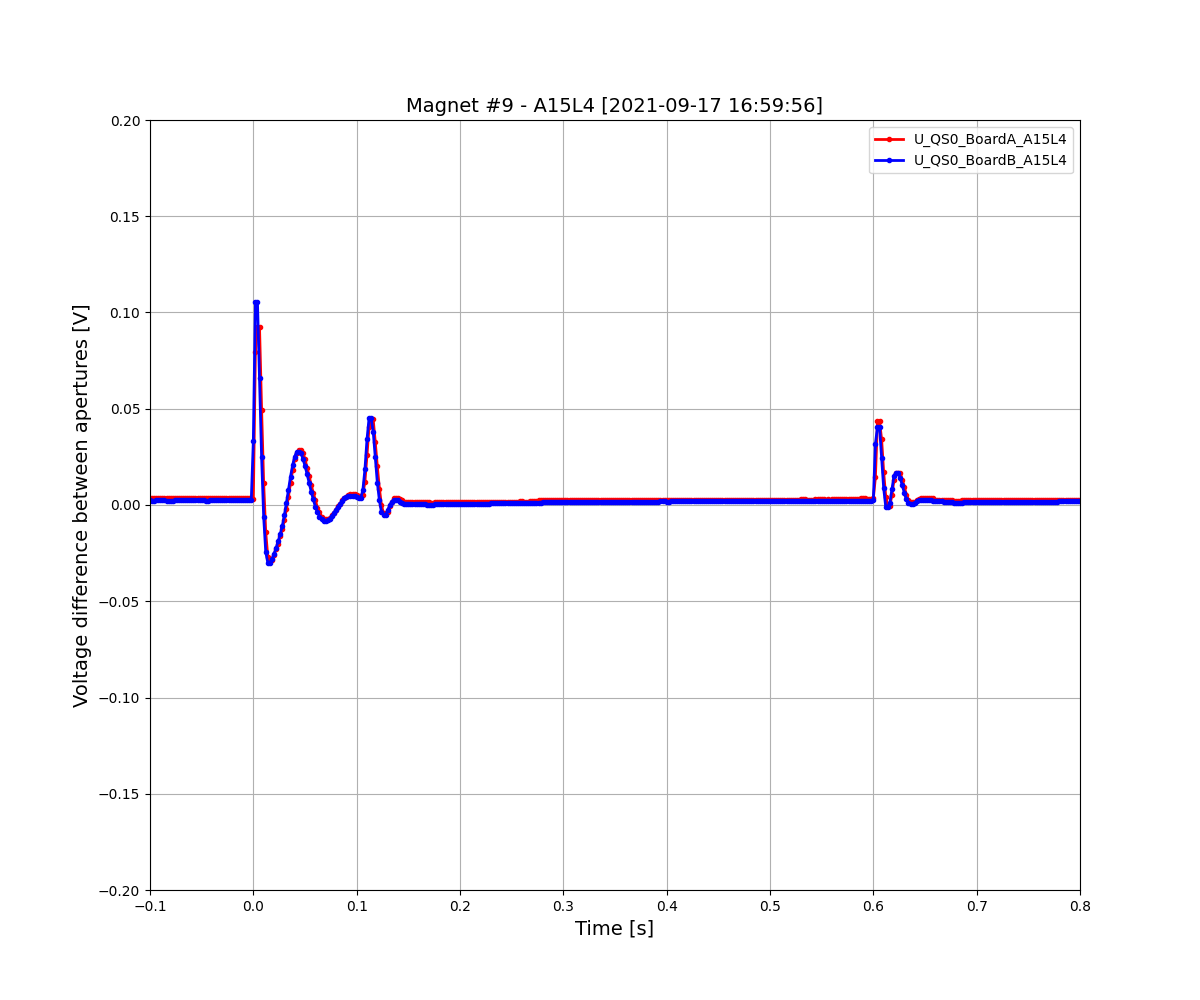 Magnet #9 - A15L4 [2021-09-17 16:59:56]
U_QS0_BoardA_A15L4
U_QS0_BoardB_A15L4
0.20
0.15
0.10
0.05
0.00
−0.05
−0.10
−0.15
−0.20
Voltage difference between apertures [V]
−0.1 0.0 0.1 0.2 0.3 0.4 0.5 0.6 0.7 0.8
Time [s]